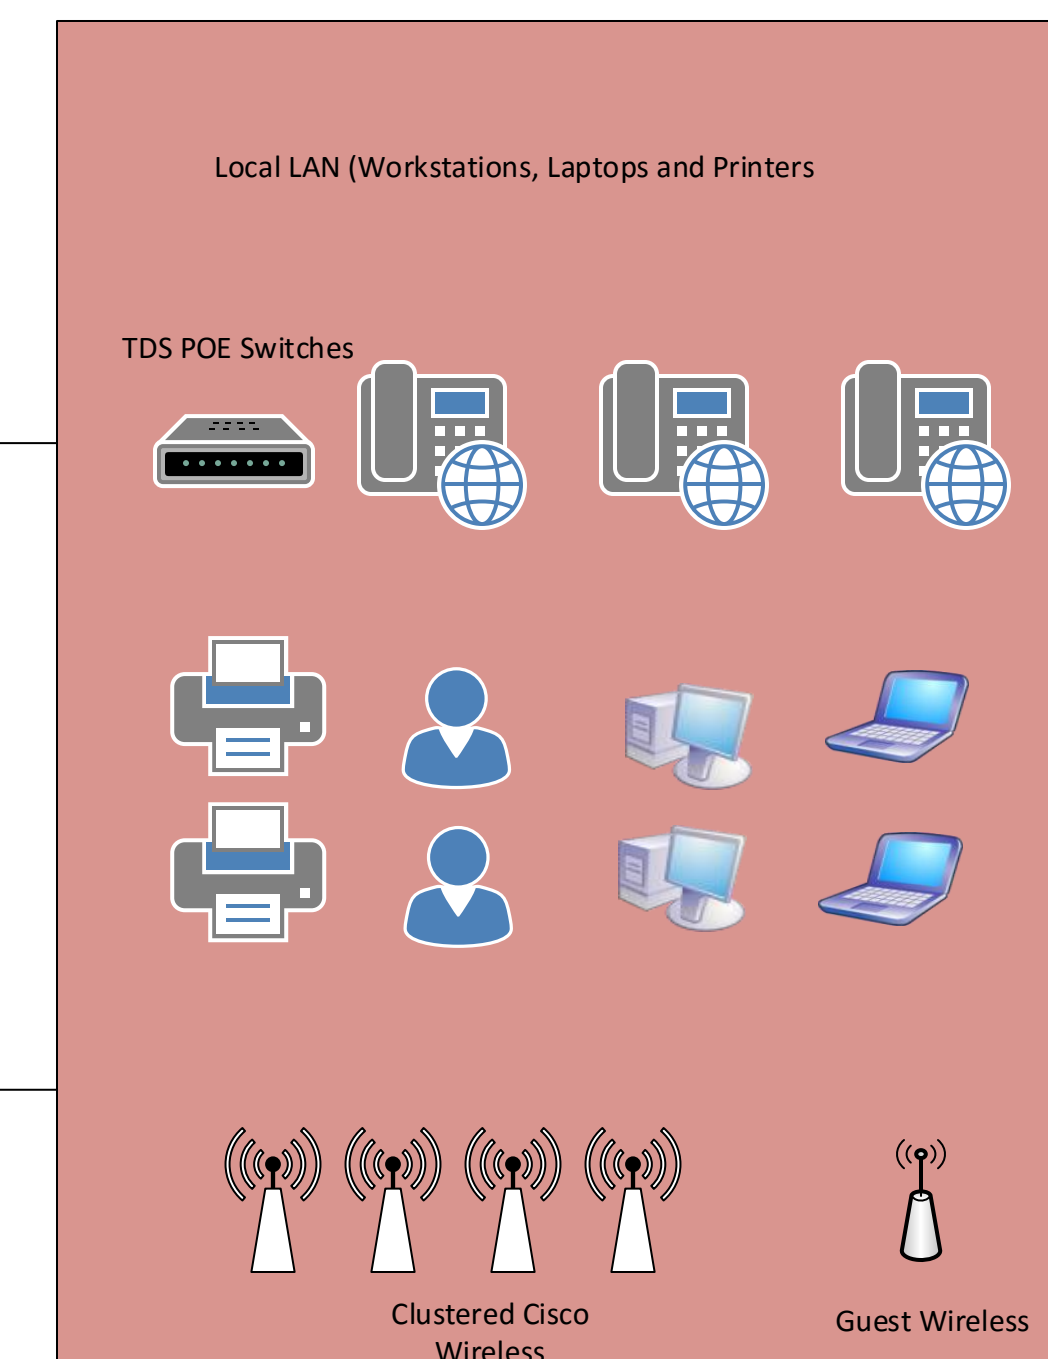 Local LAN (Workstations, Laptops and Printers
TDS POE Switches
Clustered Cisco
Wireless
Guest Wireless